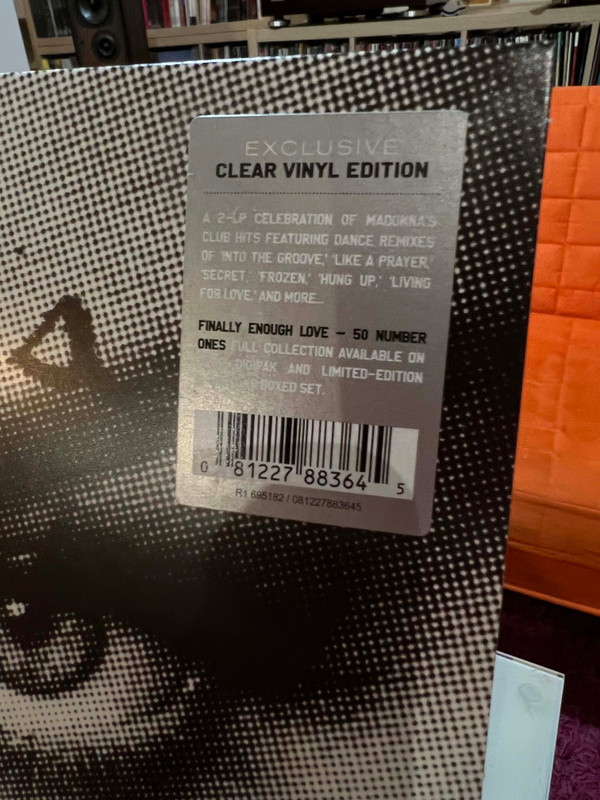 EXCLUSIVE
CLEAR VINYL EDITION
A 2-LP CELEBRATION OF MADONNA'S
CLUB HITS FEATURING DANCE REMIXES
OF 'INTO THE GROOVE,' 'LIKE A PRAYER,'
'SECRET,' 'FROZEN,' 'HUNG UP,' 'LIVING
FOR LOVE,' AND MORE...
FINALLY ENOUGH LOVE – 50 NUMBER
ONES FULL COLLECTION AVAILABLE ON
DIGIPAK AND LIMITED-EDITION
BOXED SET.
0 81227 88364 5
R1 695182 / 081227883645